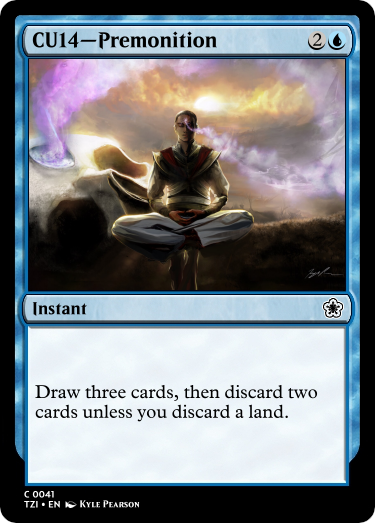 CU14—Premonition
2
Instant
Draw three cards, then discard two
cards unless you discard a land.
C 0041
TZI • EN Kyle Pearson